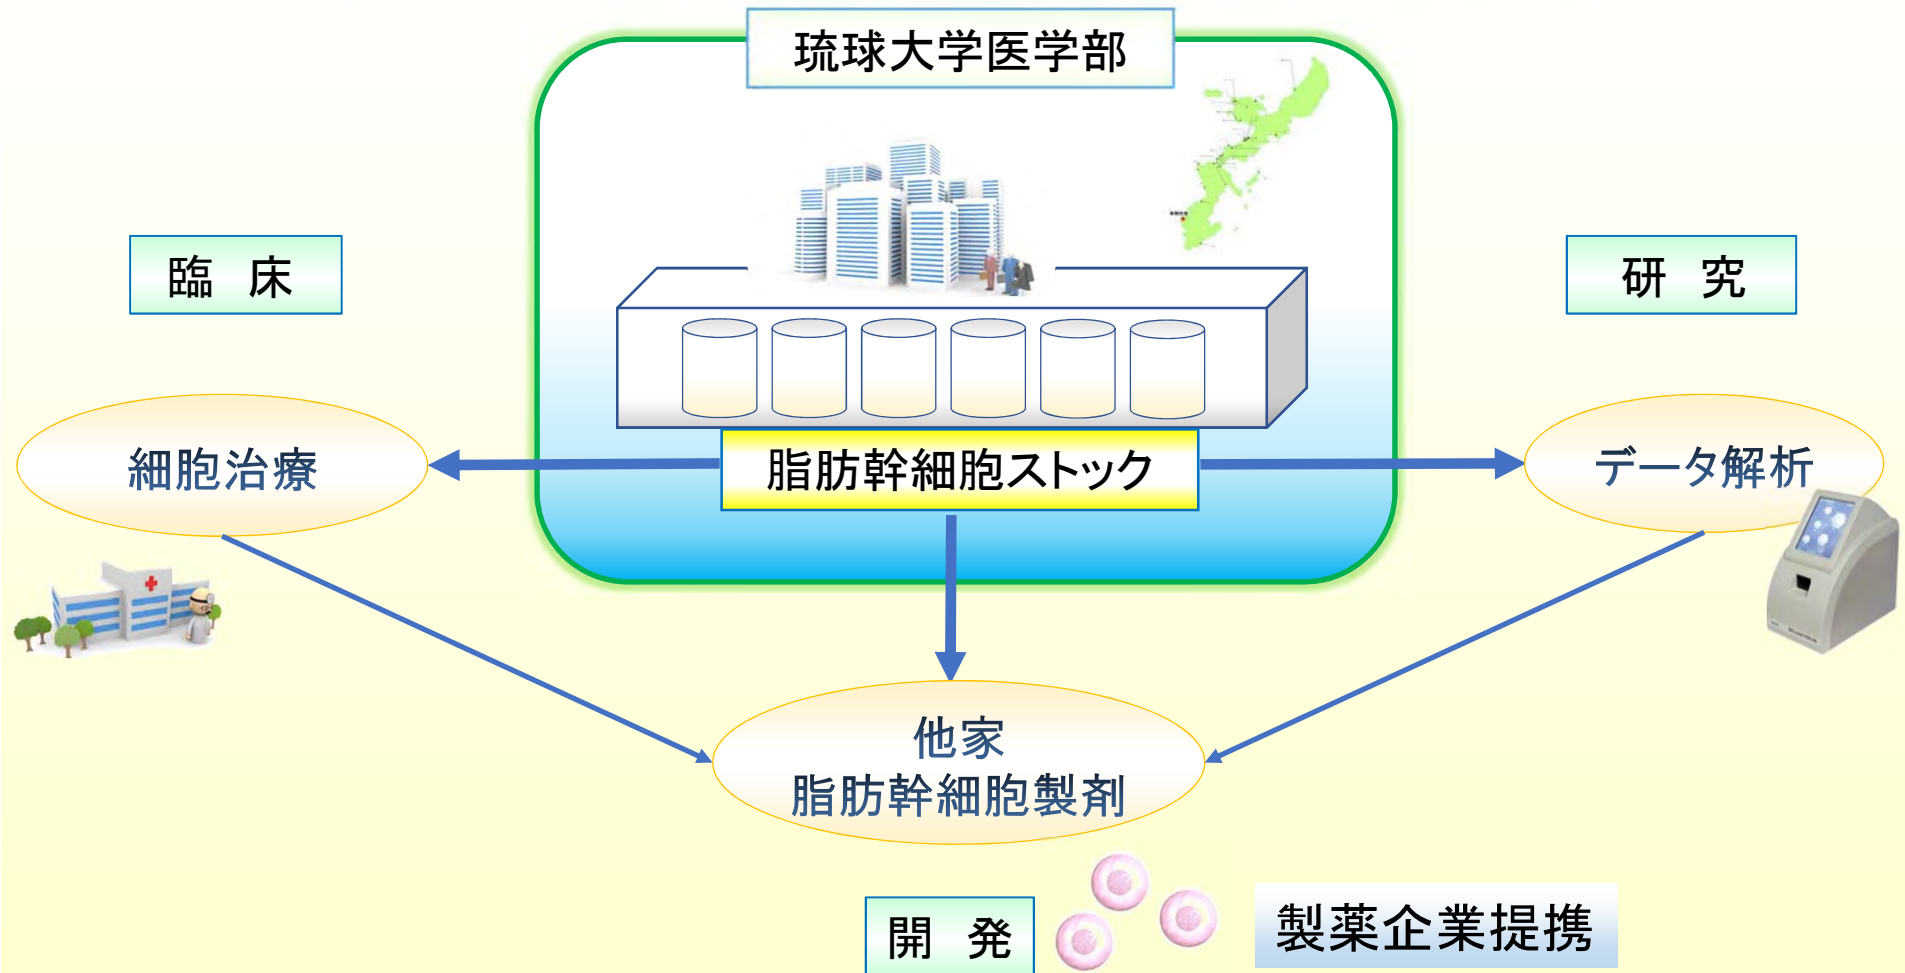 琉球大学医学部
臨　床
研　究
細胞治療
脂肪幹細胞ストック
データ解析
他家
脂肪幹細胞製剤
開　発
製薬企業提携